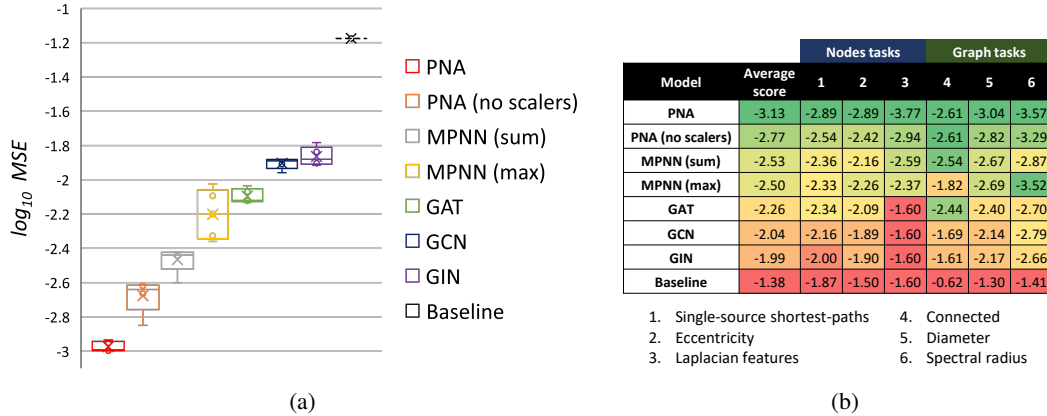 -1
-1.2
-1.4
-1.6
-1.8
-2
-2.2
-2.4
-2.6
-2.8
-3
log10 MSE
PNA
PNA (no scalers)
MPNN (sum)
MPNN (max)
GAT
GCN
GIN
Baseline
(a)
Nodes tasks Graph tasks
Model Average score 1 2 3 4 5 6
PNA -3.13 -2.89 -2.89 -3.77 -2.61 -3.04 -3.57
PNA (no scalers) -2.77 -2.54 -2.42 -2.94 -2.61 -2.82 -3.29
MPNN (sum) -2.53 -2.36 -2.16 -2.59 -2.54 -2.67 -2.87
MPNN (max) -2.50 -2.33 -2.26 -2.37 -1.82 -2.69 -3.52
GAT -2.26 -2.34 -2.09 -1.60 -2.44 -2.40 -2.70
GCN -2.04 -2.16 -1.89 -1.60 -1.69 -2.14 -2.79
GIN -1.99 -2.00 -1.90 -1.60 -1.61 -2.17 -2.66
Baseline -1.38 -1.87 -1.50 -1.60 -0.62 -1.30 -1.41
1. Single-source shortest-paths
2. Eccentricity
3. Laplacian features
4. Connected
5. Diameter
6. Spectral radius
(b)